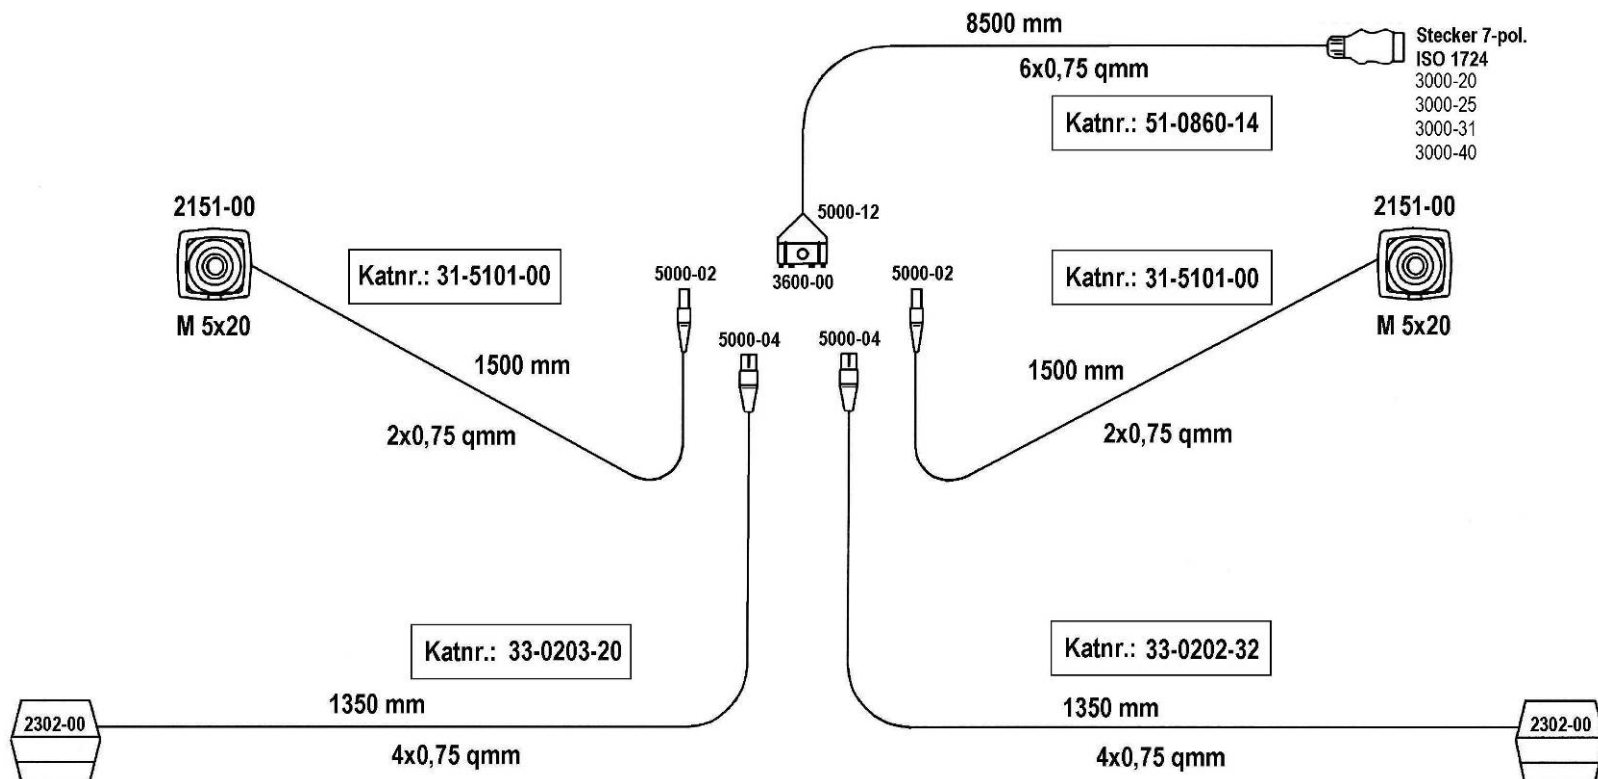 8500 mm
6x0,75 qmm
Stecker 7-pol.
ISO 1724
3000-20
3000-25
3000-31
3000-40
Katnr.: 51-0860-14
2151-00
M 5x20
Katnr.: 31-5101-00
5000-02
5000-12
3600-00
5000-02
Katnr.: 31-5101-00
2151-00
M 5x20
1500 mm
2x0,75 qmm
5000-04
5000-04
1500 mm
2x0,75 qmm
Katnr.: 33-0203-20
Katnr.: 33-0202-32
2302-00
1350 mm
4x0,75 qmm
1350 mm
4x0,75 qmm
2302-00